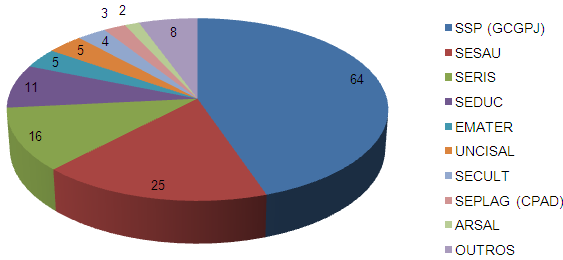 3
2
8
4
5
5
11
16
25
64
SSP (GCGPJ)
SESAU
SERIS
SEDUC
EMATER
UNCISAL
SECULT
SEPLAG (CPAD)
ARSAL
OUTROS